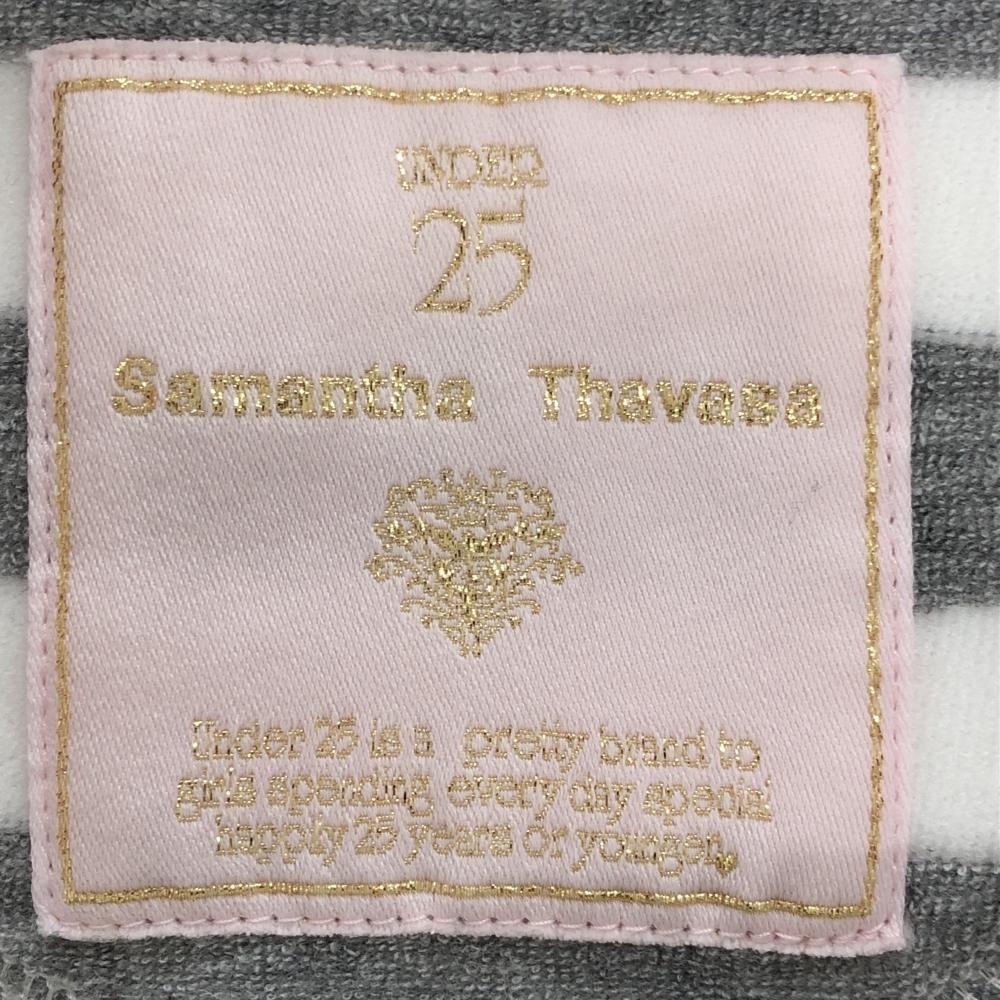 UNDER
25
Samantha Thavasa
Under 25 is a pretty brand to
girls spending every day special
happily 25 years or younger